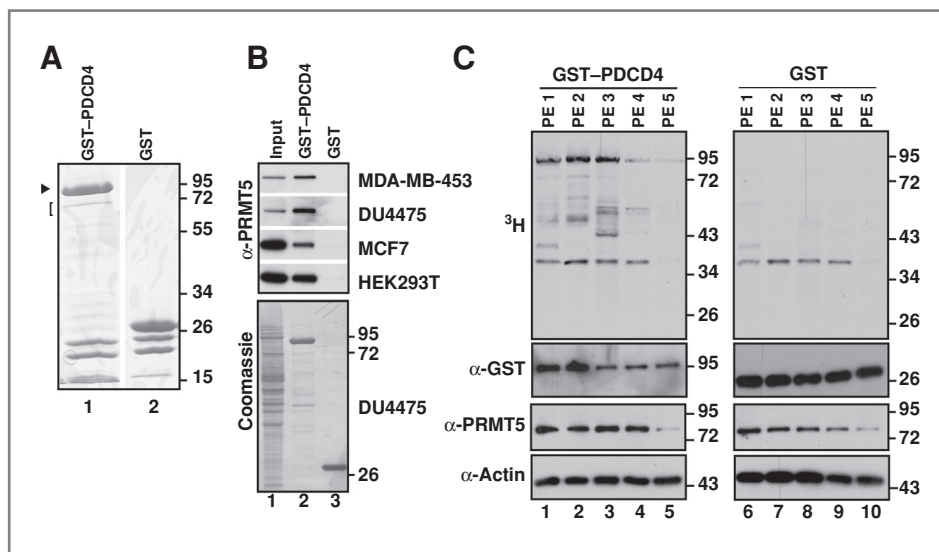 A
GST–PDCD4
GST
95
72
55
34
26
15
1 2
B
Input
GST–PDCD4
GST
α-PRMT5
MDA-MB-453
DU4475
MCF7
HEK293T
Coomassie
95
72
DU4475
26
1 2 3
C
GST–PDCD4 GST
PE 1 PE 2 PE 3 PE 4 PE 5 PE 1 PE 2 PE 3 PE 4 PE 5
³H
95 95
72 72
43 43
34 34
26 26
α-GST 95 26
α-PRMT5 95 95
72 72
α-Actin 43 43
1 2 3 4 5 6 7 8 9 10